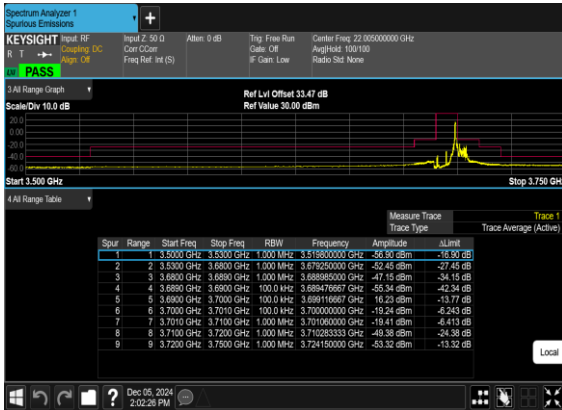 Spectrum Analyzer 1
Spurious Emissions
KEYSIGHT Input: RF Input Z: 50 Ω Atten: 0 dB Trig: Free Run Center Freq: 22.005000000 GHz
R T Coupling: DC Corr CCorr Gate: Off Avg|Hold: 100/100
Align: Off Freq Ref: Int (S) IF Gain: Low Radio Std: None
LXI PASS
3 All Range Graph
Ref Lvl Offset 33.47 dB
Scale/Div 10.0 dB Ref Value 30.00 dBm
20.0
0.00
-20.0
-40.0
-60.0
Start 3.500 GHz Stop 3.750 GHz
4 All Range Table
Measure Trace Trace 1
Trace Type Trace Average (Active)
Spur Range Start Freq Stop Freq RBW Frequency Amplitude ΔLimit
1 1 3.5000 GHz 3.5300 GHz 1.000 MHz 3.519800000 GHz -56.90 dBm -16.90 dB
2 2 3.5300 GHz 3.6800 GHz 1.000 MHz 3.679250000 GHz -52.45 dBm -27.45 dB
3 3 3.6800 GHz 3.6890 GHz 1.000 MHz 3.688985000 GHz -47.15 dBm -34.15 dB
4 4 3.6890 GHz 3.6900 GHz 100.0 kHz 3.689476667 GHz -55.34 dBm -42.34 dB
5 5 3.6900 GHz 3.7000 GHz 100.0 kHz 3.699116667 GHz 16.23 dBm -13.77 dB
6 6 3.7000 GHz 3.7010 GHz 100.0 kHz 3.700000000 GHz -19.24 dBm -6.243 dB
7 7 3.7010 GHz 3.7100 GHz 1.000 MHz 3.701060000 GHz -19.41 dBm -6.413 dB
8 8 3.7100 GHz 3.7200 GHz 1.000 MHz 3.710283333 GHz -49.38 dBm -24.38 dB
9 9 3.7200 GHz 3.7500 GHz 1.000 MHz 3.724150000 GHz -53.32 dBm -13.32 dB
Local
Dec 05, 2024
2:02:26 PM